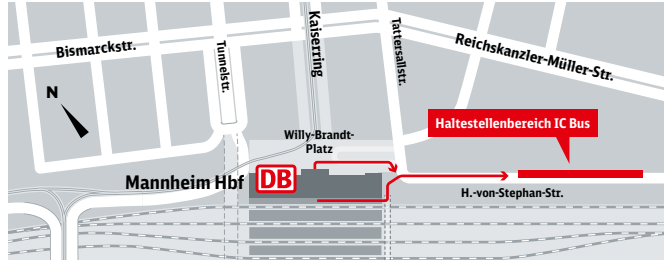 Bismarckstr.
Tunnelstr.
Kaiserring
Tattersallstr.
Reichskanzler-Müller-Str.
N
Willy-Brandt-
Platz
Haltestellenbereich IC Bus
Mannheim Hbf
DB
H.-von-Stephan-Str.